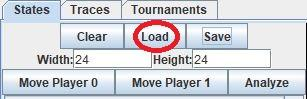 States Traces Tournaments
Clear Load Save
Width: 24 Height: 24
Move Player 0 Move Player 1 Analyze